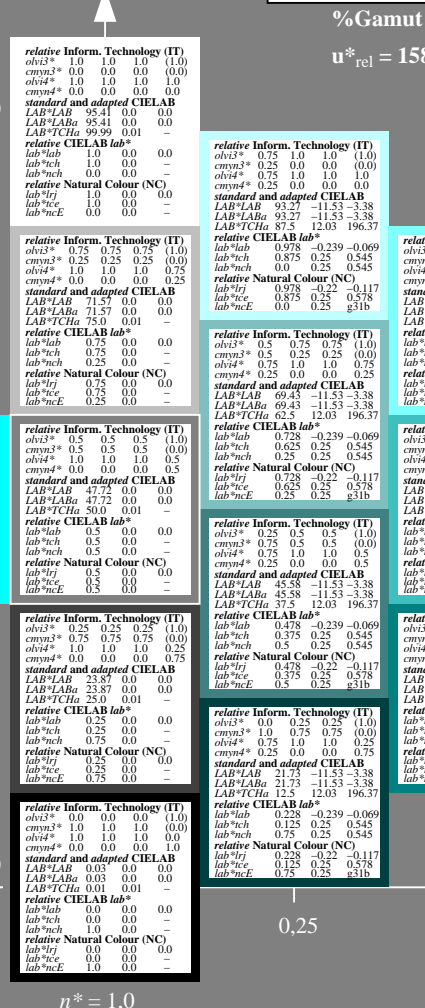 %Gamut
u*rel = 158
relative Inform. Technology (IT)
olvi3* 1.0 1.0 1.0 (1.0)
cmyn3* 0.0 0.0 0.0 (0.0)
olvi4* 1.0 1.0 1.0 1.0
cmyn4* 0.0 0.0 0.0 0.0
standard and adapted CIELAB
LAB*LAB 95.41 0.0 0.0
LAB*LABa 95.41 0.0 0.0
LAB*TCHa 99.99 0.01 –
relative CIELAB lab*
lab*lab 1.0 0.0 0.0
lab*tch 1.0 0.0 –
lab*nch 0.0 0.0 –
relative Natural Colour (NC)
lab*lrj 1.0 0.0 0.0
lab*tce 1.0 0.0 –
lab*ncE 0.0 0.0 –
relative Inform. Technology (IT)
olvi3* 0.75 0.75 0.75 (1.0)
cmyn3* 0.25 0.25 0.25 (0.0)
olvi4* 1.0 1.0 1.0 0.75
cmyn4* 0.0 0.0 0.0 0.25
standard and adapted CIELAB
LAB*LAB 71.57 0.0 0.0
LAB*LABa 71.57 0.0 0.0
LAB*TCHa 75.0 0.01 –
relative CIELAB lab*
lab*lab 0.75 0.0 0.0
lab*tch 0.75 0.0 –
lab*nch 0.25 0.0 –
relative Natural Colour (NC)
lab*lrj 0.75 0.0 0.0
lab*tce 0.75 0.0 –
lab*ncE 0.25 0.0 –
relative Inform. Technology (IT)
olvi3* 0.5 0.5 0.5 (1.0)
cmyn3* 0.5 0.5 0.5 (0.0)
olvi4* 1.0 1.0 1.0 0.5
cmyn4* 0.0 0.0 0.0 0.5
standard and adapted CIELAB
LAB*LAB 47.72 0.0 0.0
LAB*LABa 47.72 0.0 0.0
LAB*TCHa 50.0 0.01 –
relative CIELAB lab*
lab*lab 0.5 0.0 0.0
lab*tch 0.5 0.0 –
lab*nch 0.5 0.0 –
relative Natural Colour (NC)
lab*lrj 0.5 0.0 0.0
lab*tce 0.5 0.0 –
lab*ncE 0.5 0.0 –
relative Inform. Technology (IT)
olvi3* 0.25 0.25 0.25 (1.0)
cmyn3* 0.75 0.75 0.75 (0.0)
olvi4* 1.0 1.0 1.0 0.25
cmyn4* 0.0 0.0 0.0 0.75
standard and adapted CIELAB
LAB*LAB 23.87 0.0 0.0
LAB*LABa 23.87 0.0 0.0
LAB*TCHa 25.0 0.01 –
relative CIELAB lab*
lab*lab 0.25 0.0 0.0
lab*tch 0.25 0.0 –
lab*nch 0.75 0.0 –
relative Natural Colour (NC)
lab*lrj 0.25 0.0 0.0
lab*tce 0.25 0.0 –
lab*ncE 0.75 0.0 –
relative Inform. Technology (IT)
olvi3* 0.0 0.0 0.0 (1.0)
cmyn3* 1.0 1.0 1.0 (0.0)
olvi4* 1.0 1.0 1.0 0.0
cmyn4* 0.0 0.0 0.0 1.0
standard and adapted CIELAB
LAB*LAB 0.03 0.0 0.0
LAB*LABa 0.03 0.0 0.0
LAB*TCHa 0.01 0.01 –
relative CIELAB lab*
lab*lab 0.0 0.0 0.0
lab*tch 0.0 0.0 –
lab*nch 1.0 0.0 –
relative Natural Colour (NC)
lab*lrj 0.0 0.0 0.0
lab*tce 0.0 0.0 –
lab*ncE 1.0 0.0 –
n* = 1,0
relative Inform. Technology (IT)
olvi3* 0.75 1.0 1.0 (1.0)
cmyn3* 0.25 0.0 0.0 (0.0)
olvi4* 0.75 1.0 1.0 1.0
cmyn4* 0.25 0.0 0.0 0.0
standard and adapted CIELAB
LAB*LAB 93.27 –11.53 –3.38
LAB*LABa 93.27 –11.53 –3.38
LAB*TCHa 87.5 12.03 196.37
relative CIELAB lab*
lab*lab 0.978 –0.239 –0.069
lab*tch 0.875 0.25 0.545
lab*nch 0.0 0.25 0.545
relative Natural Colour (NC)
lab*lrj 0.978 –0.22 –0.117
lab*tce 0.875 0.25 0.578
lab*ncE 0.0 0.25 g31b
relative Inform. Technology (IT)
olvi3* 0.5 0.75 0.75 (1.0)
cmyn3* 0.5 0.25 0.25 (0.0)
olvi4* 0.75 1.0 1.0 0.75
cmyn4* 0.25 0.0 0.0 0.25
standard and adapted CIELAB
LAB*LAB 69.43 –11.53 –3.38
LAB*LABa 69.43 –11.53 –3.38
LAB*TCHa 62.5 12.03 196.37
relative CIELAB lab*
lab*lab 0.728 –0.239 –0.069
lab*tch 0.625 0.25 0.545
lab*nch 0.25 0.25 0.545
relative Natural Colour (NC)
lab*lrj 0.728 –0.22 –0.117
lab*tce 0.625 0.25 0.578
lab*ncE 0.25 0.25 g31b
relative Inform. Technology (IT)
olvi3* 0.25 0.5 0.5 (1.0)
cmyn3* 0.75 0.5 0.5 (0.0)
olvi4* 0.75 1.0 1.0 0.5
cmyn4* 0.25 0.0 0.0 0.5
standard and adapted CIELAB
LAB*LAB 45.58 –11.53 –3.38
LAB*LABa 45.58 –11.53 –3.38
LAB*TCHa 37.5 12.03 196.37
relative CIELAB lab*
lab*lab 0.478 –0.239 –0.069
lab*tch 0.375 0.25 0.545
lab*nch 0.5 0.25 0.545
relative Natural Colour (NC)
lab*lrj 0.478 –0.22 –0.117
lab*tce 0.375 0.25 0.578
lab*ncE 0.5 0.25 g31b
relative Inform. Technology (IT)
olvi3* 0.0 0.25 0.25 (1.0)
cmyn3* 1.0 0.75 0.75 (0.0)
olvi4* 0.75 1.0 1.0 0.25
cmyn4* 0.25 0.0 0.0 0.75
standard and adapted CIELAB
LAB*LAB 21.73 –11.53 –3.38
LAB*LABa 21.73 –11.53 –3.38
LAB*TCHa 12.5 12.03 196.37
relative CIELAB lab*
lab*lab 0.228 –0.239 –0.069
lab*tch 0.125 0.25 0.545
lab*nch 0.75 0.25 0.545
relative Natural Colour (NC)
lab*lrj 0.228 –0.22 –0.117
lab*tce 0.125 0.25 0.578
lab*ncE 0.75 0.25 g31b
0,25